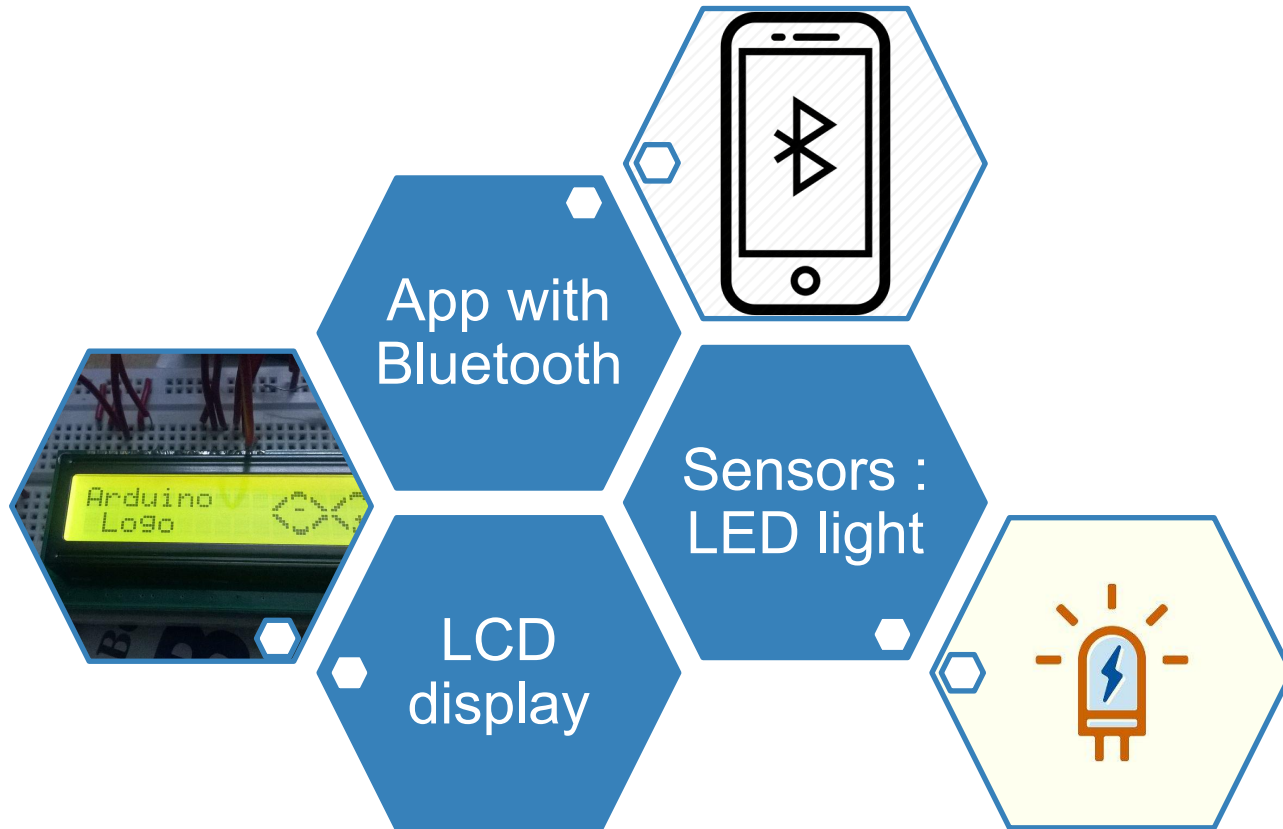 App with
Bluetooth
Sensors :
LED light
Arduino
Logo
LCD
display